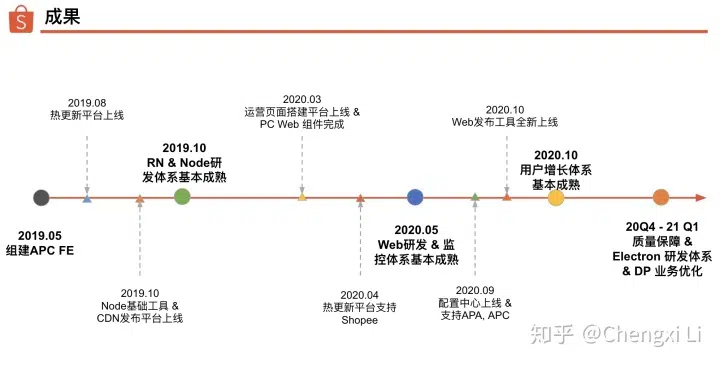 成果
2019.08
热更新平台上线
2019.10
RN & Node研
发体系基本成熟
2020.03
运营页面搭建平台上线 &
PC Web 组件完成
2020.10
Web发布工具全新上线
2020.10
用户增长体系
基本成熟
2019.05
组建APC FE
2019.10
Node基础工具 &
CDN发布平台上线
2020.04
热更新平台支持
Shopee
2020.05
Web研发 & 监
控体系基本成熟
2020.09
配置中心上线 &
支持APA, APC
20Q4 - 21 Q1
质量保障 &
Electron 研发体系
& DP 业务优化
知乎 @Chengxi Li